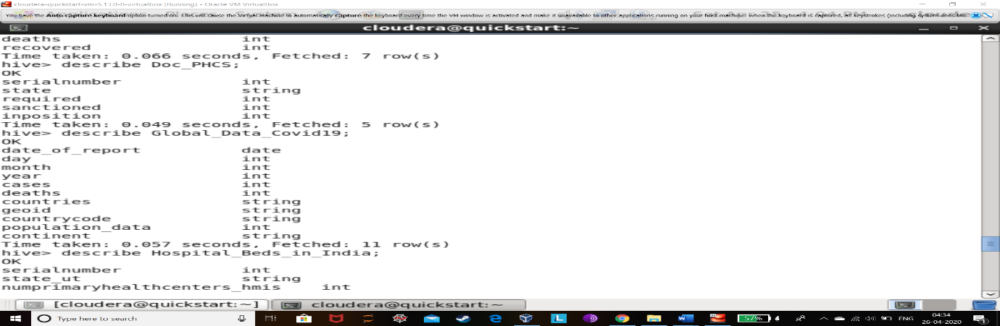 cloudera-quickstart-vm-5.13.0-0-virtualbox [Running] - Oracle VM VirtualBox
You have the Auto capture keyboard option turned on. This will cause the Virtual Machine to automatically capture the keyboard every time the VM window is activated and make it unavailable to other applications running on your host machine: when the keyboard is captured, all keystrokes (including system ones like
cloudera@quickstart:~
deaths int
recovered int
Time taken: 0.066 seconds, Fetched: 7 row(s)
hive> describe Doc_PHCS;
OK
serialnumber int
state string
required int
sanctioned int
inposition int
Time taken: 0.049 seconds, Fetched: 5 row(s)
hive> describe Global_Data_Covid19;
OK
date_of_report date
day int
month int
year int
cases int
deaths int
countries string
geoid string
countrycode string
population_data int
continent string
Time taken: 0.057 seconds, Fetched: 11 row(s)
hive> describe Hospital_Beds_in_India;
OK
serialnumber int
state_ut string
numprimaryhealthcenters_hmis int
[cloudera@quickstart:~] cloudera@quickstart:~
Type here to search 57% ENG 04:34
26-04-2020